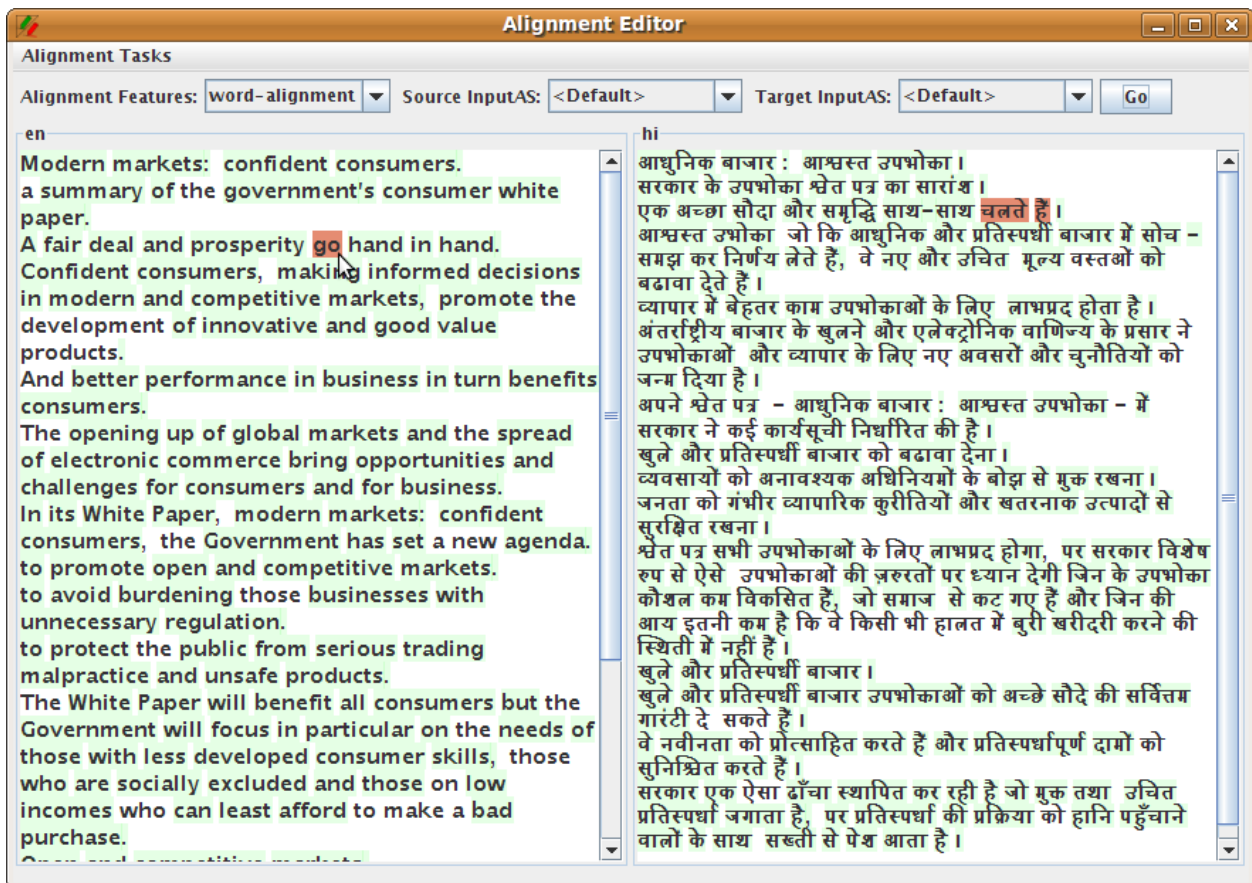 Alignment Editor
Alignment Tasks
Alignment Features: word-alignment Source InputAS: <Default> Target InputAS: <Default> Go
en
Modern markets: confident consumers.
a summary of the government's consumer white
paper.
A fair deal and prosperity go hand in hand.
Confident consumers, making informed decisions
in modern and competitive markets, promote the
development of innovative and good value
products.
And better performance in business in turn benefits
consumers.
The opening up of global markets and the spread
of electronic commerce bring opportunities and
challenges for consumers and for business.
In its White Paper, modern markets: confident
consumers, the Government has set a new agenda.
to promote open and competitive markets.
to avoid burdening those businesses with
unnecessary regulation.
to protect the public from serious trading
malpractice and unsafe products.
The White Paper will benefit all consumers but the
Government will focus in particular on the needs of
those with less developed consumer skills, those
who are socially excluded and those on low
incomes who can least afford to make a bad
purchase.
Open and competitive markets
hi
आधुनिक बाजार : आश्वस्त उपभोक्ता ।
सरकार के उपभोक्ता श्वेत पत्र का सारांश ।
एक अच्छा सौदा और समृद्धि साथ-साथ चलते हैं ।
आश्वस्त उभोक्ता जो कि आधुनिक और प्रतिस्पर्धी बाजार में सोच -
समझ कर निर्णय लेते हैं, वे नए और उचित मूल्य वस्तओं को
बढावा देते हैं ।
व्यापार में बेहतर काम उपभोक्ताओं के लिए लाभप्रद होता है ।
अंतर्राष्ट्रीय बाजार के खुलने और एलेक्ट्रोनिक वाणिज्य के प्रसार ने
उपभोक्ताओं और व्यापार के लिए नए अवसरों और चुनौतियों को
जन्म दिया है ।
अपने श्वेत पत्र - आधुनिक बाजार : आश्वस्त उपभोक्ता - में
सरकार ने कई कार्यसूची निर्धारित की है ।
खुले और प्रतिस्पर्धी बाजार को बढावा देना ।
व्यवसायों को अनावश्यक अधिनियमों के बोझ से मुक्त रखना ।
जनता को गंभीर व्यापारिक कुरीतियों और खतरनाक उत्पादों से
सुरक्षित रखना ।
श्वेत पत्र सभी उपभोक्ताओं के लिए लाभप्रद होगा, पर सरकार विशेष
रुप से ऐसे उपभोक्ताओं की ज़रुरतों पर ध्यान देगी जिन के उपभोक्ता
कौशल कम विकसित हैं, जो समाज से कट गए हैं और जिन की
आय इतनी कम है कि वे किसी भी हालत में बुरी खरीदरी करने की
स्थिती में नहीं हैं ।
खुले और प्रतिस्पर्धी बाजार ।
खुले और प्रतिस्पर्धी बाजार उपभोक्ताओं को अच्छे सौदे की सर्वित्तम
गारंटी दे सकते हैं ।
वे नवीनता को प्रोत्साहित करते हैं और प्रतिस्पर्धापूर्ण दामों को
सुनिश्चित करते हैं ।
सरकार एक ऐसा ढाँचा स्थापित कर रही है जो मुक्त तथा उचित
प्रतिस्पर्धा जगाता है, पर प्रतिस्पर्धा की प्रक्रिया को हानि पहुँचाने
वालों के साथ सख्ती से पेश आता है ।